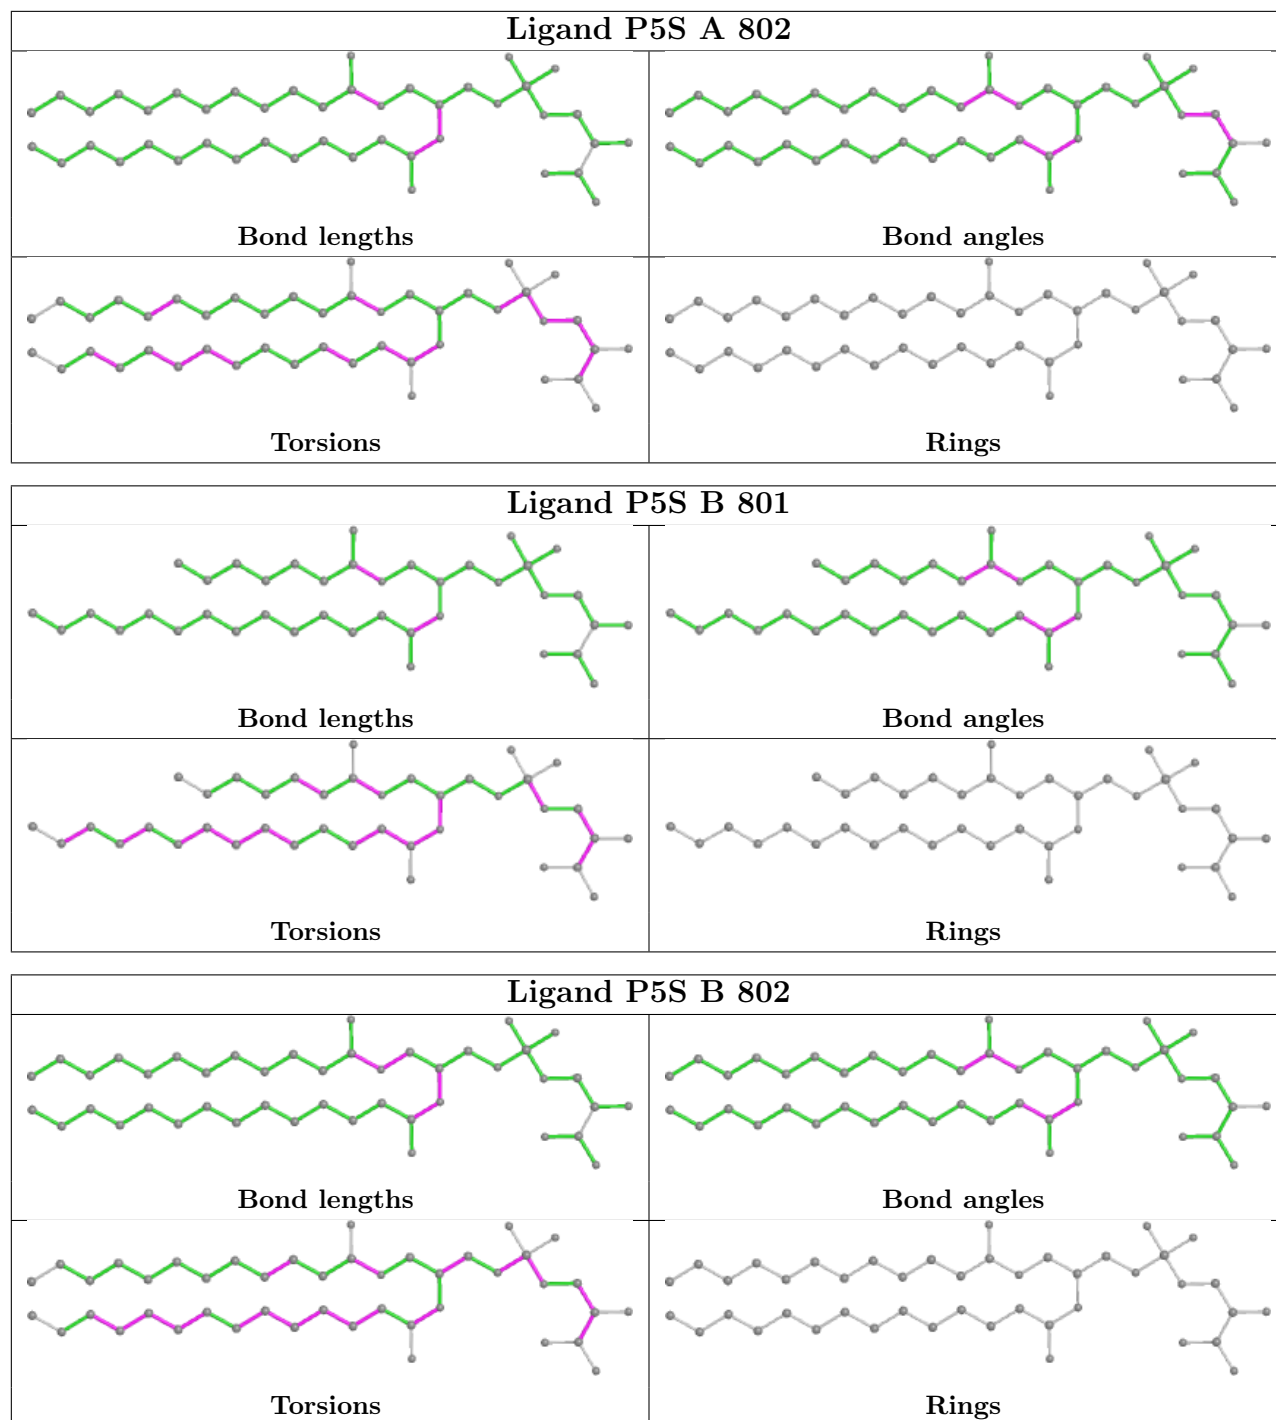 Ligand P5S A 802
Bond lengths
Bond angles
Torsions
Rings
Ligand P5S B 801
Bond lengths
Bond angles
Torsions
Rings
Ligand P5S B 802
Bond lengths
Bond angles
Torsions
Rings